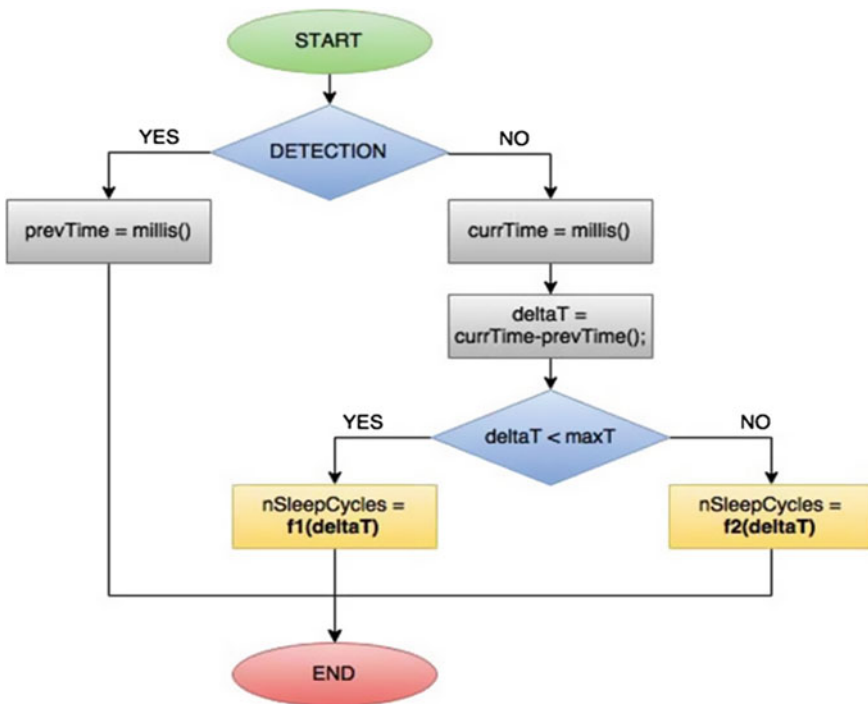 START
YES
DETECTION
NO
prevTime = millis()
currTime = millis()
deltaT =
currTime-prevTime();
YES
deltaT < maxT
NO
nSleepCycles =
f1(deltaT)
nSleepCycles =
f2(deltaT)
END